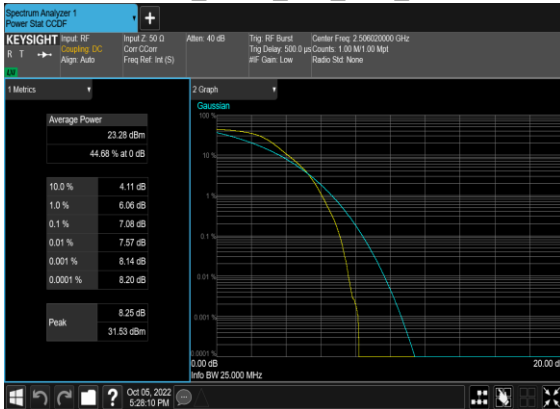 Spectrum Analyzer 1
Power Stat CCDF
KEYSIGHT
R T
Input: RF
Coupling: DC
Align: Auto
Input Z: 50 Ω
Corr CCorr
Freq Ref: Int (S)
Atten: 40 dB
Trig: RF Burst
Trig Delay: 500.0 µs
#IF Gain: Low
Center Freq: 2.506020000 GHz
Counts: 1.00 M/1.00 Mpt
Radio Std: None
1 Metrics
Average Power
23.28 dBm
44.68 % at 0 dB
10.0 % 4.11 dB
1.0 % 6.06 dB
0.1 % 7.08 dB
0.01 % 7.57 dB
0.001 % 8.14 dB
0.0001 % 8.20 dB
Peak
8.25 dB
31.53 dBm
2 Graph
Gaussian
100 %
10 %
1 %
0.1 %
0.01 %
0.001 %
0.0001 %
0.00 dB
20.00 d
Info BW 25.000 MHz
Oct 05, 2022
5:28:10 PM